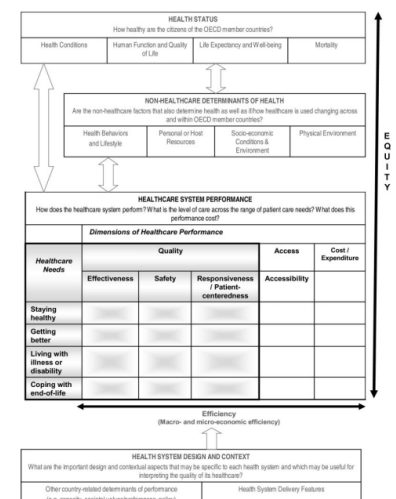 HEALTH STATUS
How healthy are the citizens of the OECD member countries?
Health Conditions
Human Function and Quality
of Life
Life Expectancy and Well-being
Mortality
NON-HEALTHCARE DETERMINANTS OF HEALTH
Are the non-healthcare factors that also determine health as well as if/how healthcare is used changing across
and within OECD member countries?
Health Behaviors
and Lifestyle
Personal or Host
Resources
Socio-economic
Conditions &
Environment
Physical Environment
EQUITY
HEALTHCARE SYSTEM PERFORMANCE
How does the healthcare system perform? What is the level of care across the range of patient care needs? What does this
performance cost?
Dimensions of Healthcare Performance
Healthcare
Needs
Quality
Access
Cost /
Expenditure
Effectiveness
Safety
Responsiveness
/ Patient-
centeredness
Accessibility
Staying
healthy
Getting
better
Living with
illness or
disability
Coping with
end-of-life
Efficiency
(Macro- and micro-economic efficiency)
HEALTH SYSTEM DESIGN AND CONTEXT
What are the important design and contextual aspects that may be specific to each health system and which may be useful for
interpreting the quality of its healthcare?
Other country-related determinants of performance
Health System Delivery Features